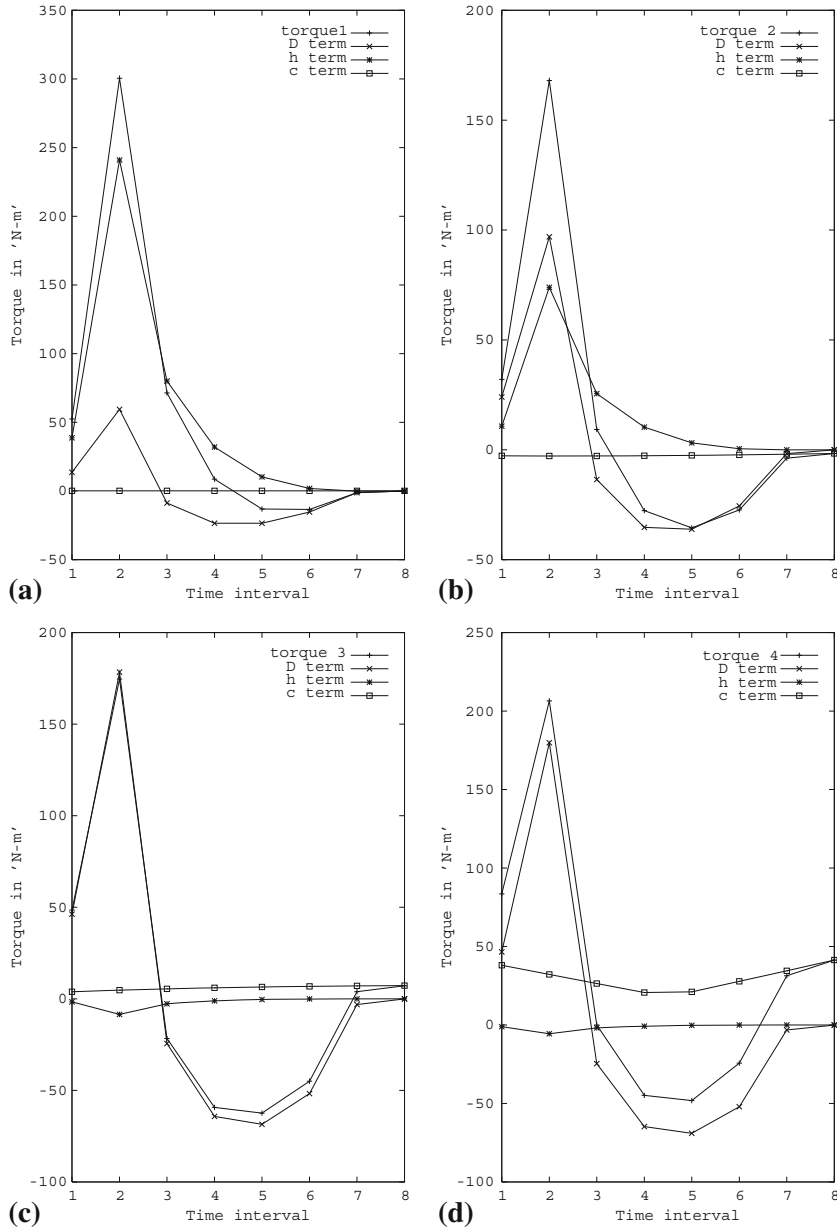 350
300
250
200
150
100
50
0
-50
Torque in 'N-m'
torque1
D term
h term
c term
1 2 3 4 5 6 7 8
Time interval
(a)
200
150
100
50
0
-50
Torque in 'N-m'
torque 2
D term
h term
c term
1 2 3 4 5 6 7 8
Time interval
(b)
200
150
100
50
0
-50
-100
Torque in 'N-m'
torque 3
D term
h term
c term
1 2 3 4 5 6 7 8
Time interval
(c)
250
200
150
100
50
0
-50
-100
Torque in 'N-m'
torque 4
D term
h term
c term
1 2 3 4 5 6 7 8
Time interval
(d)